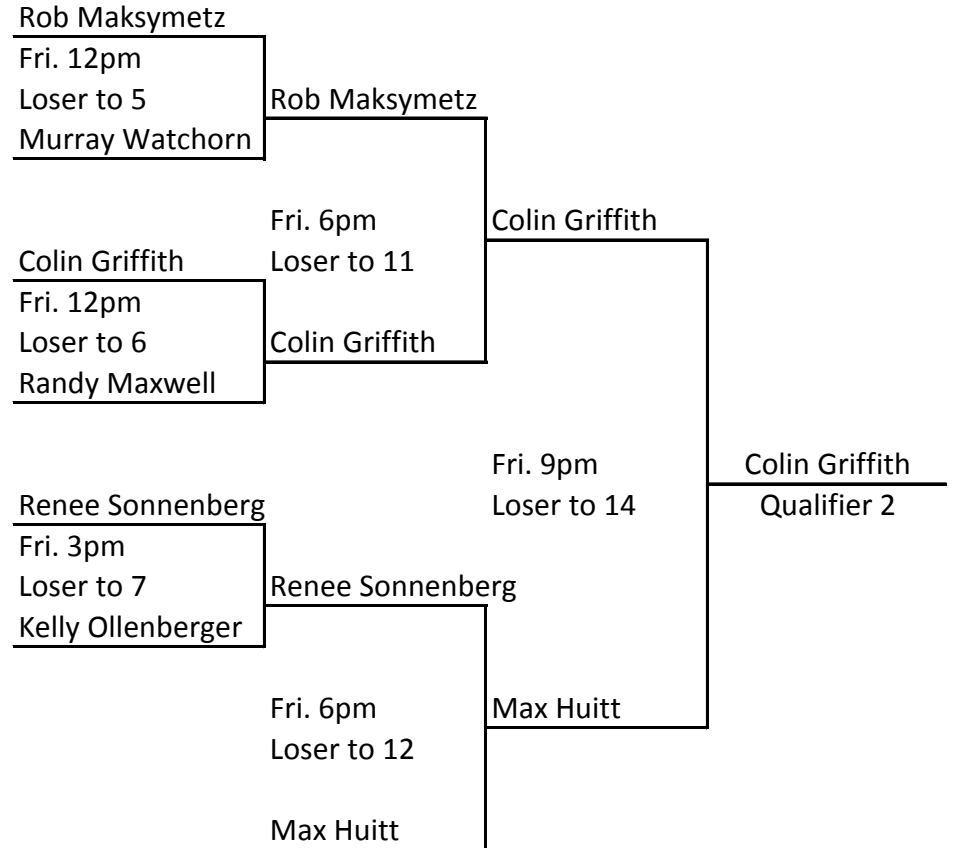 Rob Maksymetz
Fri. 12pm
Loser to 5
Rob Maksymetz
Murray Watchorn
Fri. 6pm
Colin Griffith
Colin Griffith
Loser to 11
Fri. 12pm
Loser to 6
Colin Griffith
Randy Maxwell
Fri. 9pm
Colin Griffith
Renee Sonnenberg
Loser to 14
Qualifier 2
Fri. 3pm
Loser to 7
Renee Sonnenberg
Kelly Ollenberger
Fri. 6pm
Max Huitt
Loser to 12
Max Huitt